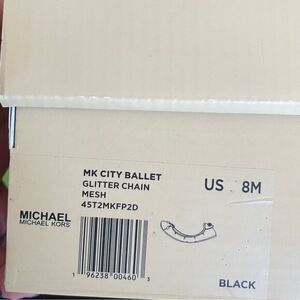 MK CITY BALLET
GLITTER CHAIN
MESH
45T2MKFP2D
US 8M
MICHAEL
MICHAEL KORS
1 96238 00460 3
BLACK